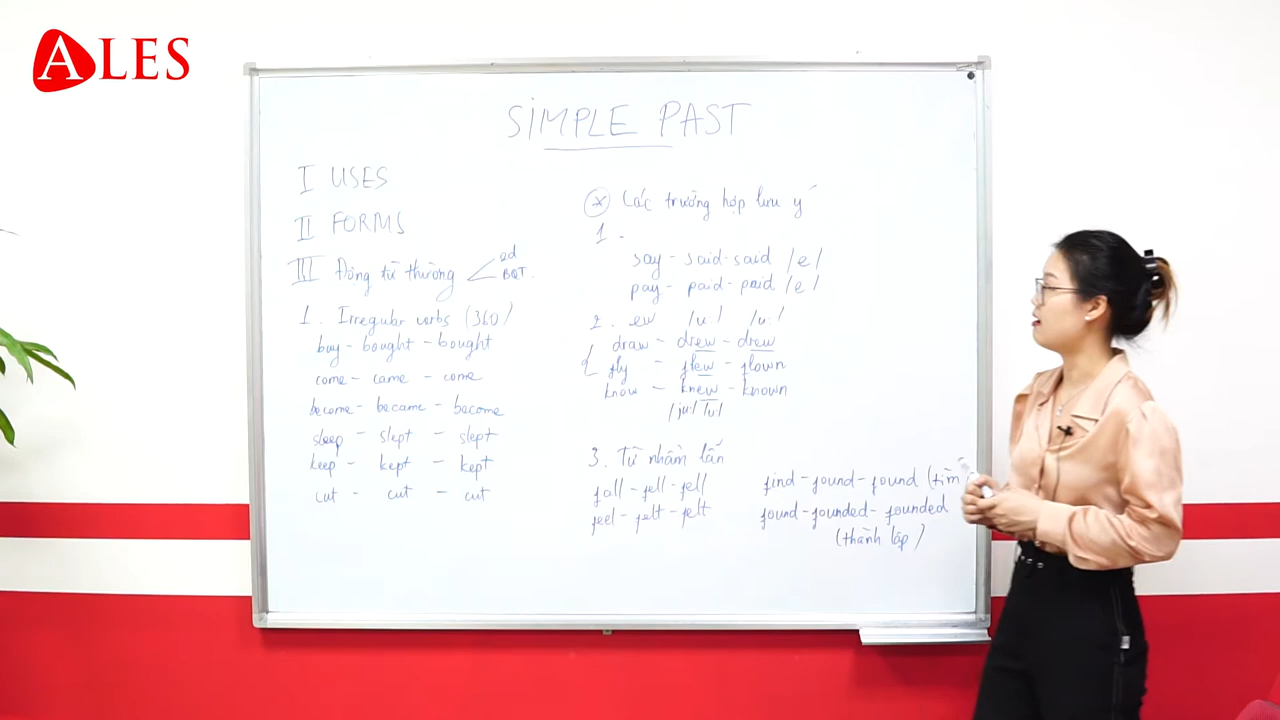 ALES
SIMPLE PAST
I USES
II FORMS
III Động từ thường
ed
BQT.
1. Irregular verbs (360)
buy - bought - bought
come - came - come
become - became - become
sleep - slept - slept
keep - kept - kept
cut - cut - cut
* Các trường hợp lưu ý
1.
say - said - said /e/
pay - paid - paid /e/
2. ew /u:/ /u:/
draw - drew - drew
fly - flew - flown
know - knew - known
/ju:/ /u/
3. Từ nhầm lẫn
fall - fell - fell
feel - felt - felt
find - found - found (tìm)
found - founded - founded
(thành lập)